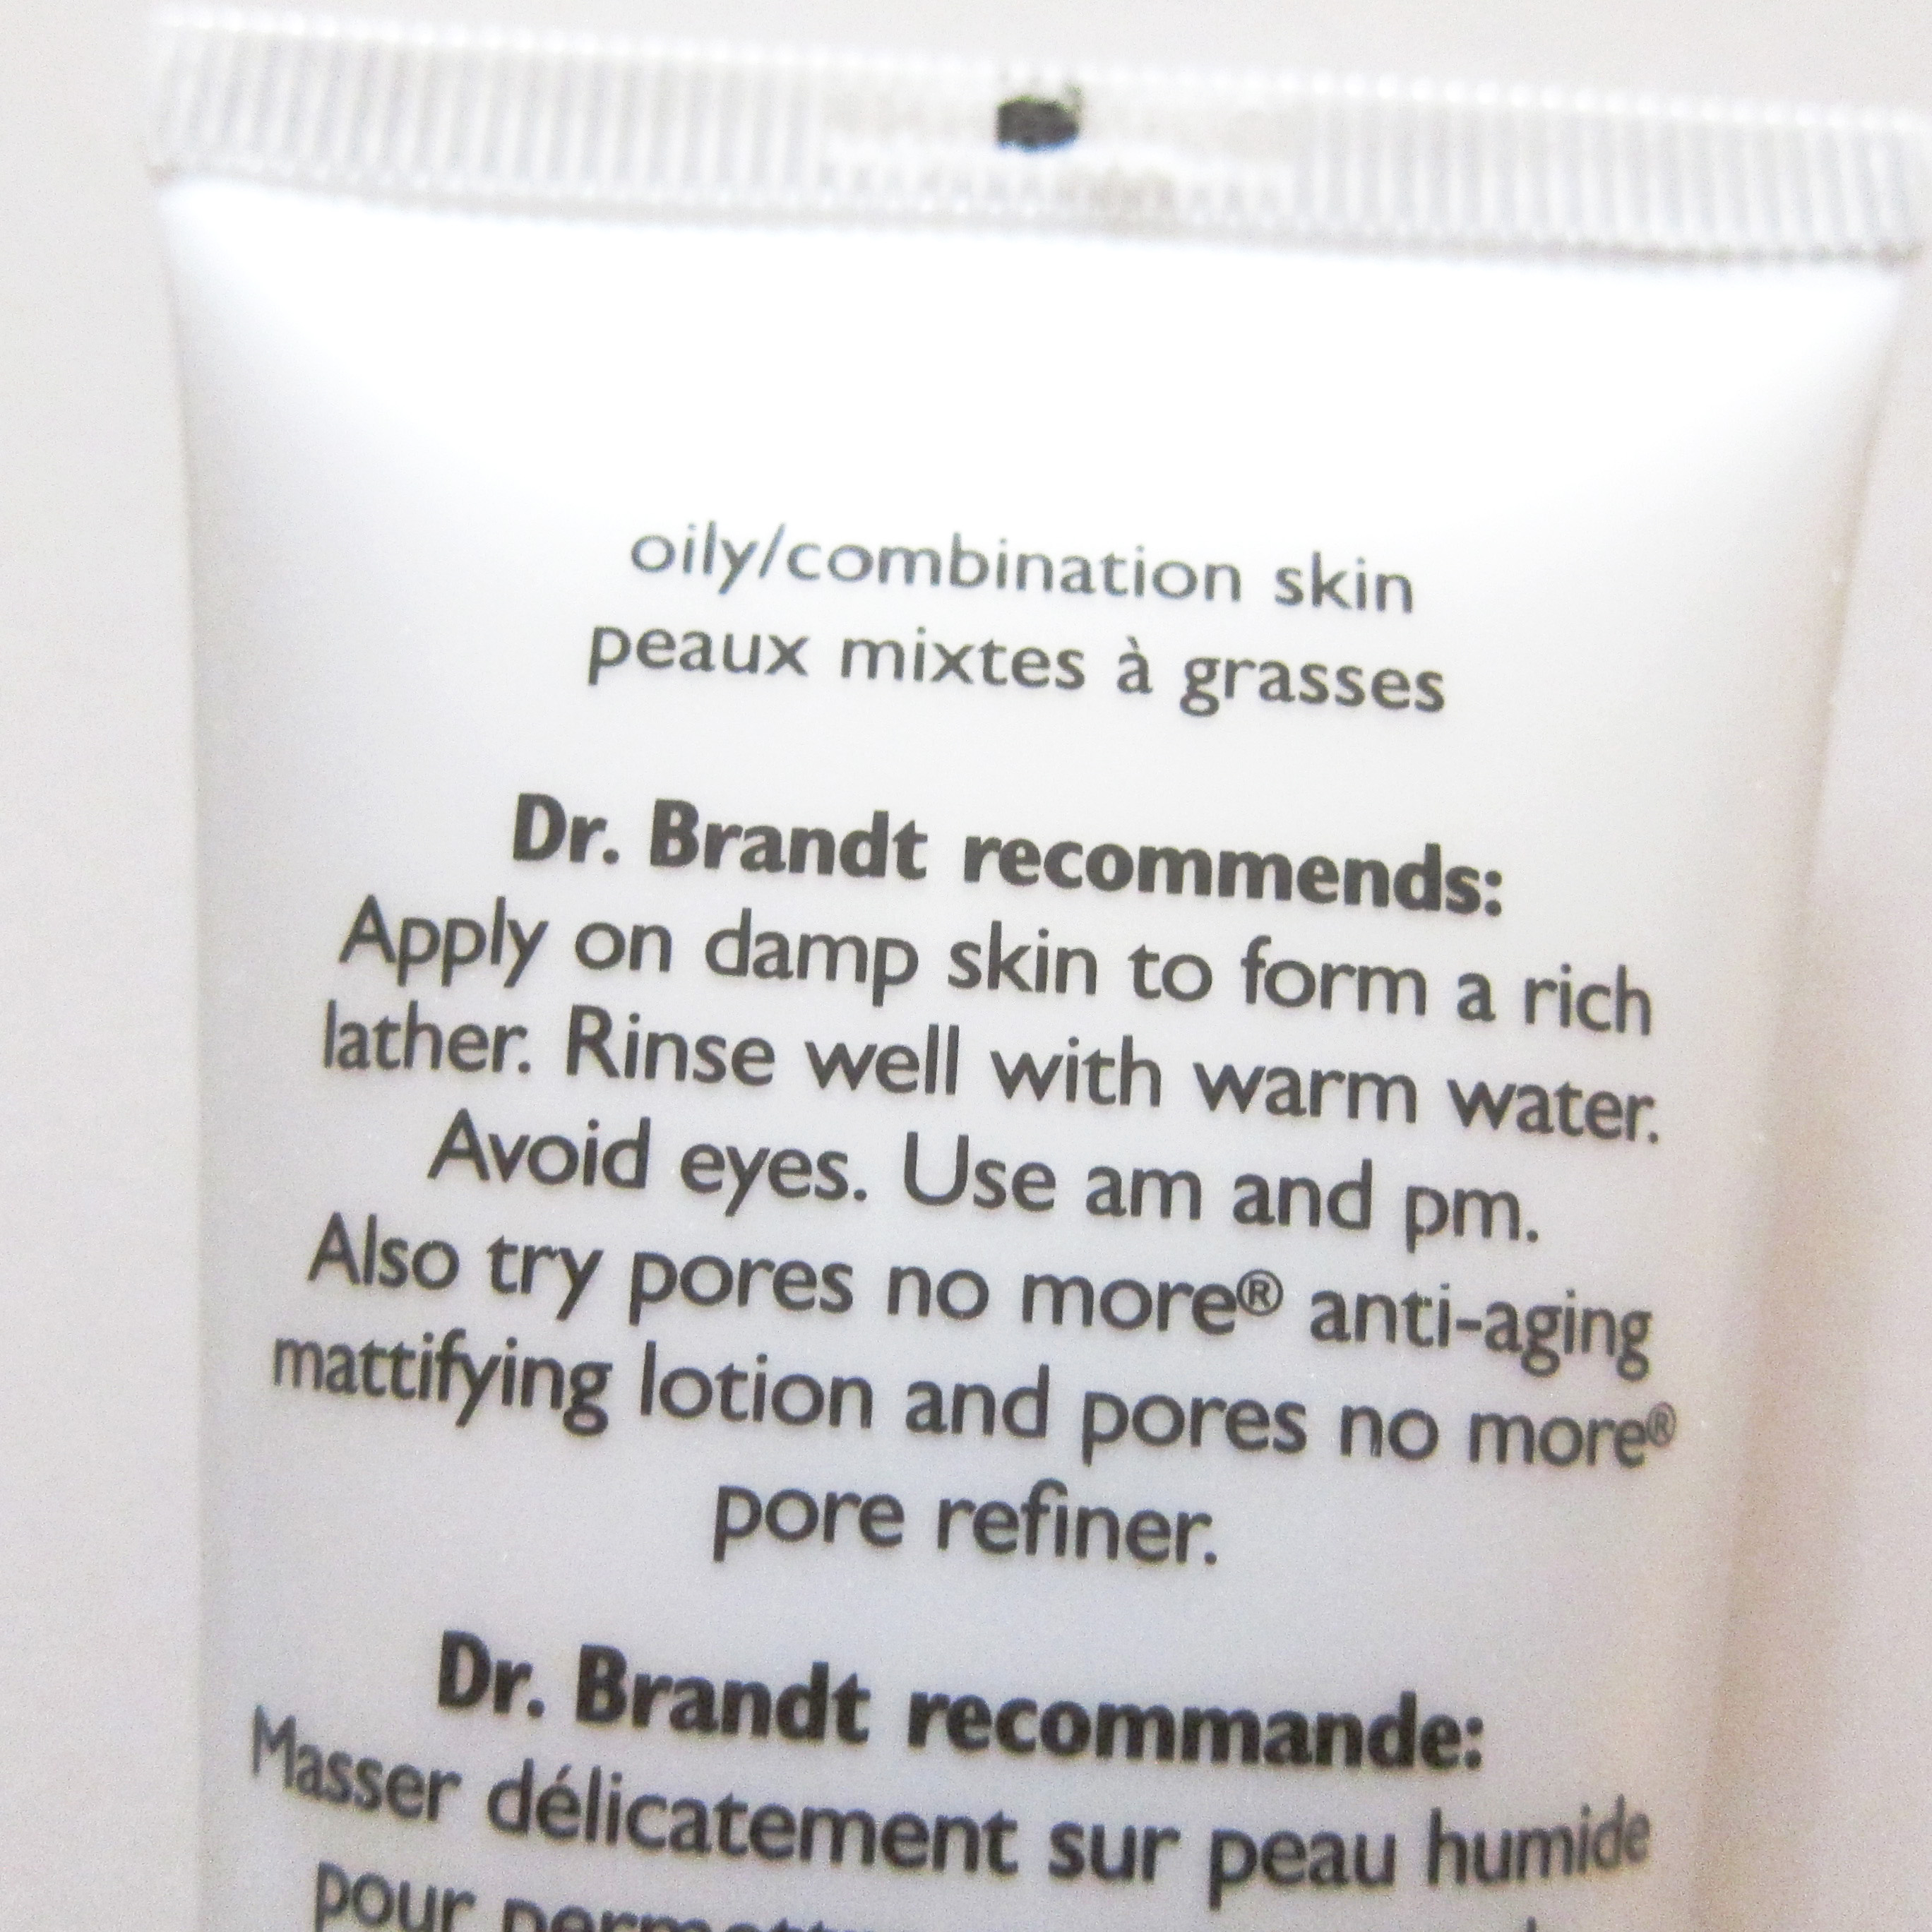 oily/combination skin
peaux mixtes à grasses
Dr. Brandt recommends:
Apply on damp skin to form a rich
lather. Rinse well with warm water.
Avoid eyes. Use am and pm.
Also try pores no more® anti-aging
mattifying lotion and pores no more®
pore refiner.
Dr. Brandt recommande:
Masser délicatement sur peau humide
pour